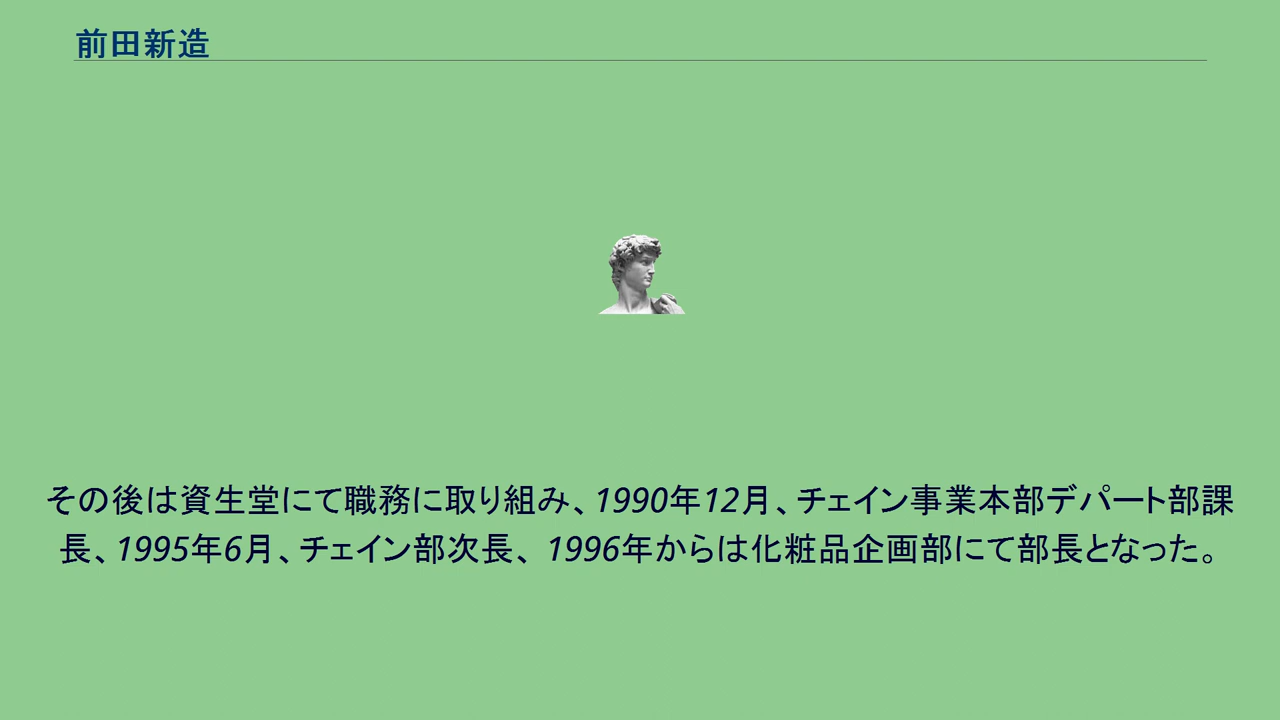 前田新造
その後は資生堂にて職務に取り組み、1990年12月、チェイン事業本部デパート部課
長、1995年6月、チェイン部次長、 1996年からは化粧品企画部にて部長となった。